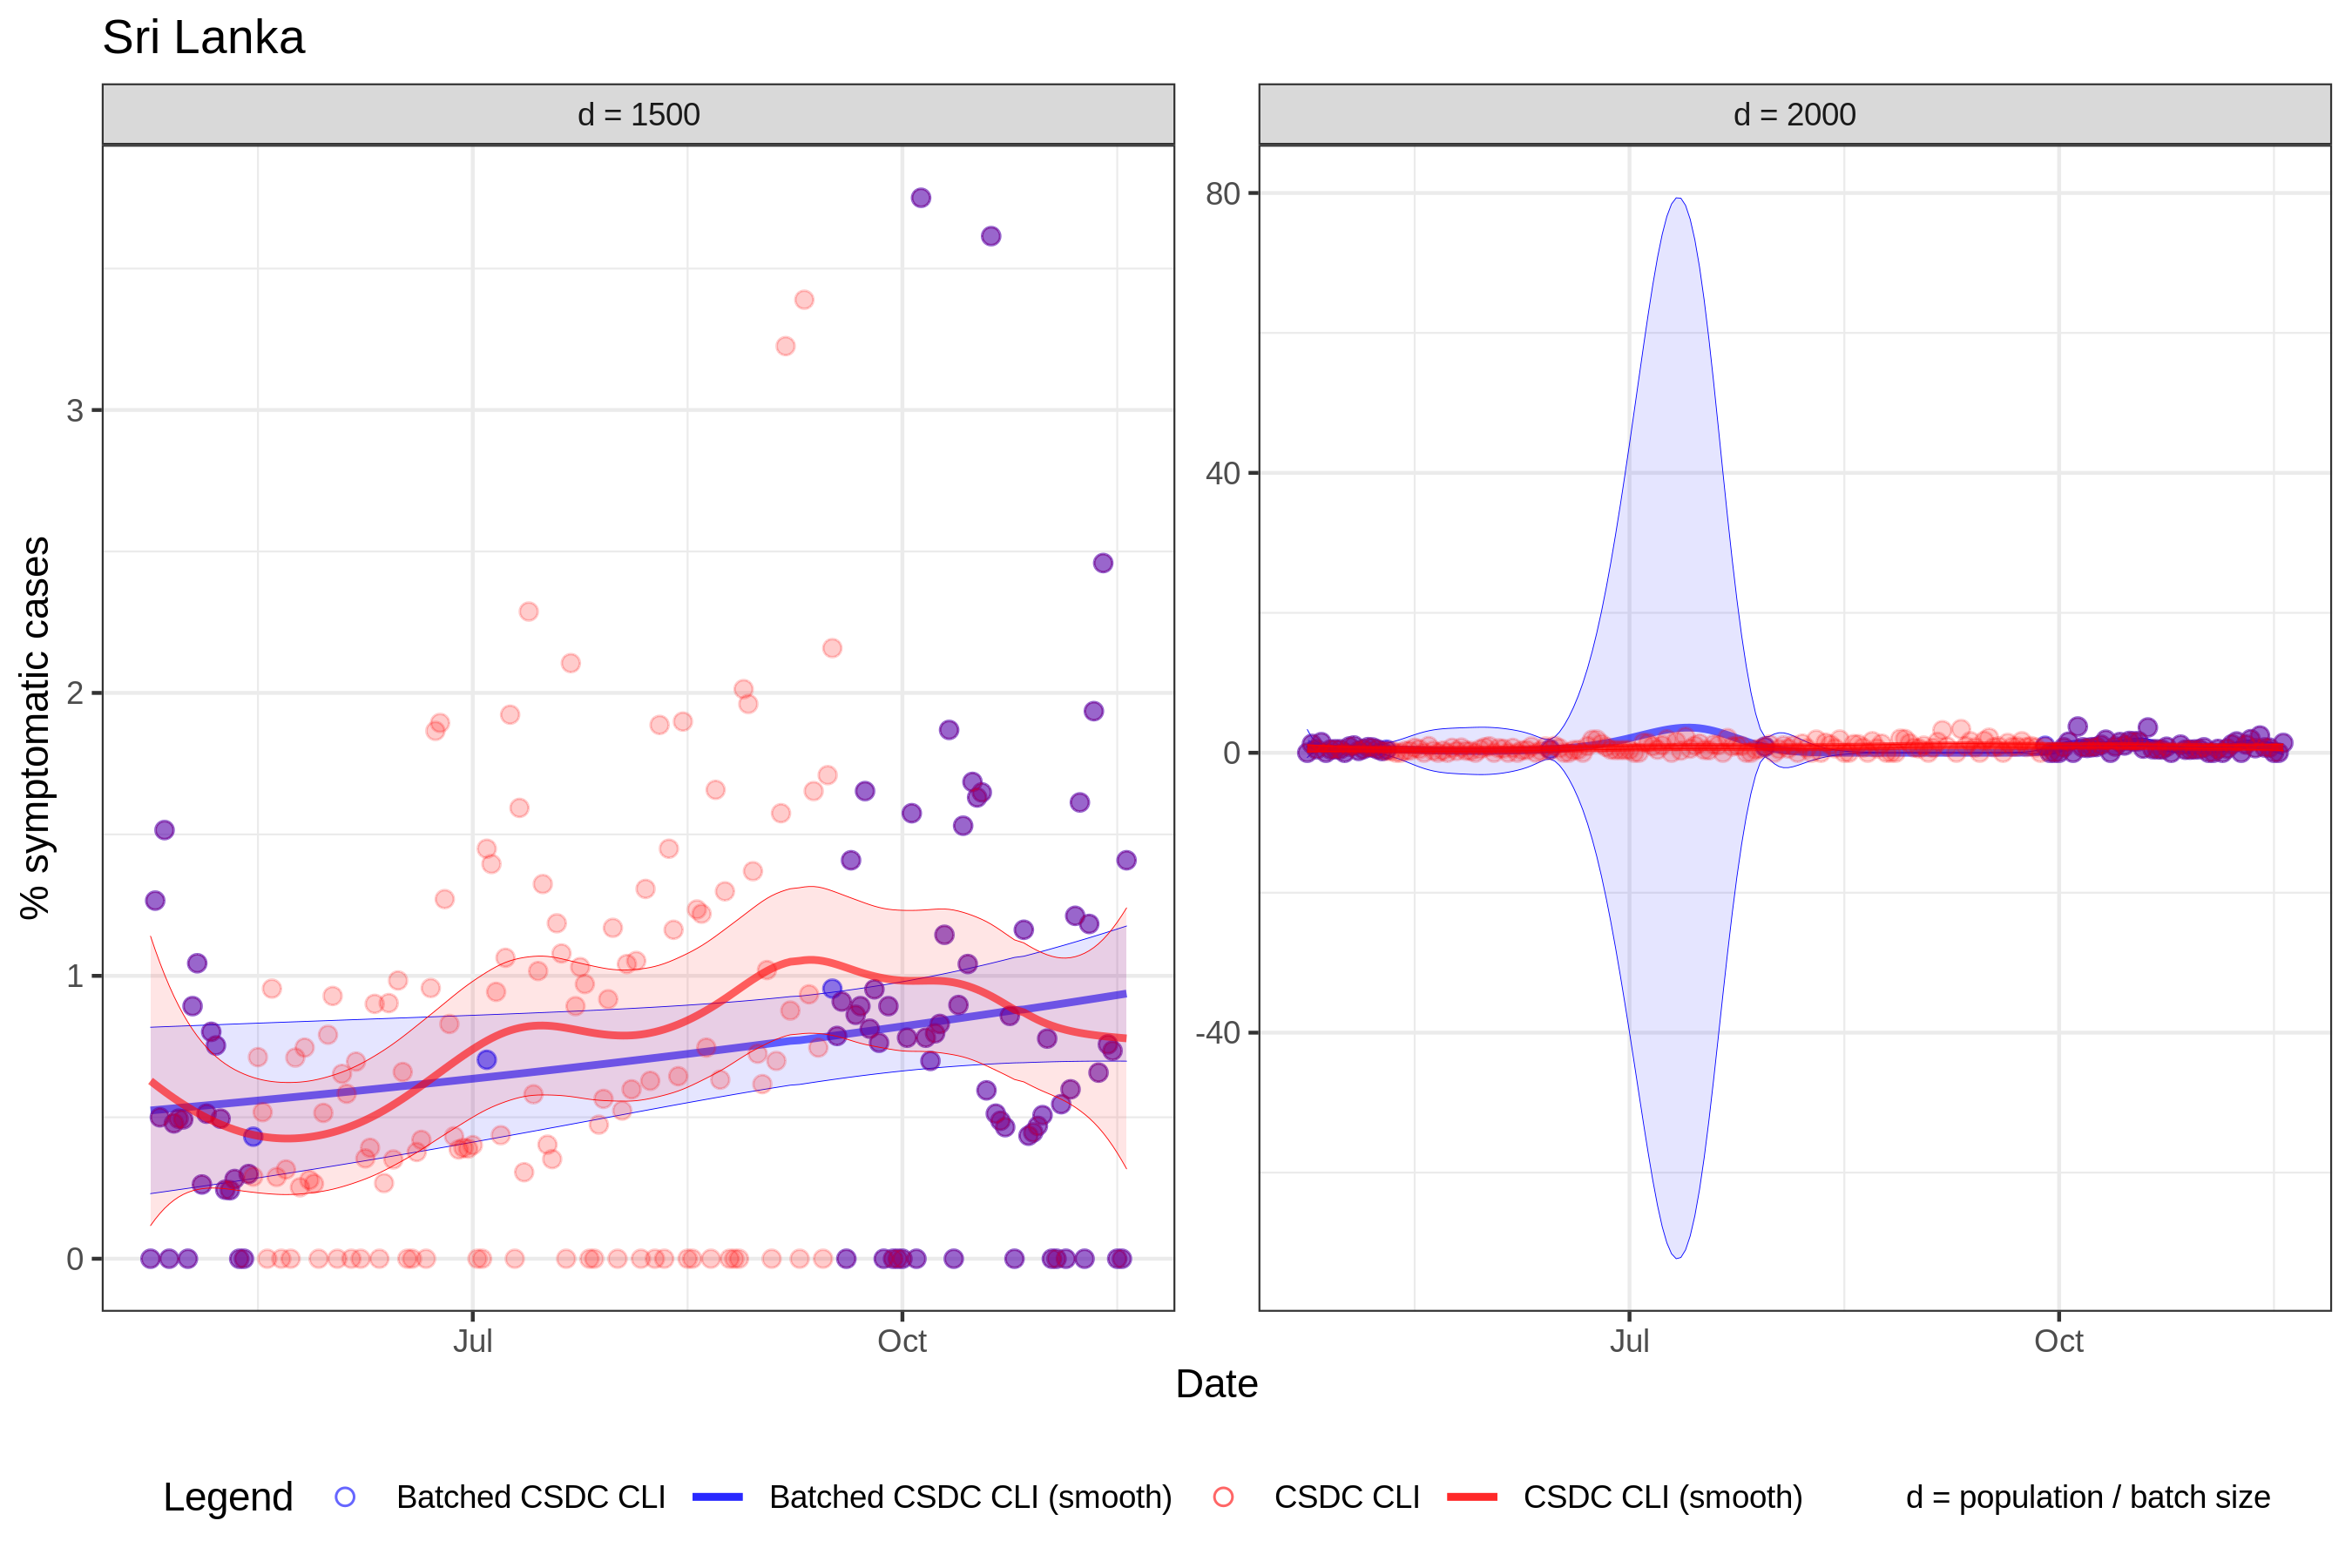 Sri Lanka
d = 1500
d = 2000
% symptomatic cases
3
2
1
0
80
40
0
-40
Jul
Oct
Jul
Oct
Date
Legend
Batched CSDC CLI
Batched CSDC CLI (smooth)
CSDC CLI
CSDC CLI (smooth)
d = population / batch size